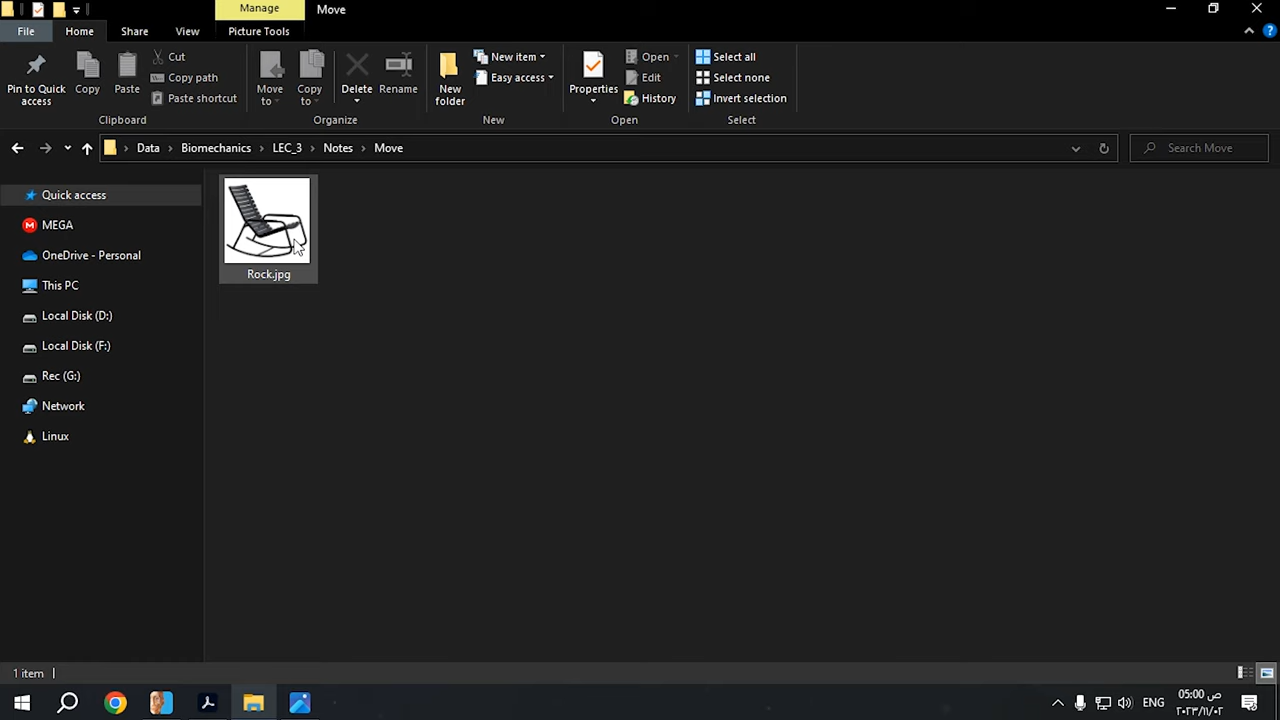 Manage
Move
File
Home
Share
View
Picture Tools
Pin to Quick access
Copy
Paste
Cut
Copy path
Paste shortcut
Move to
Copy to
Delete
Rename
New folder
New item
Easy access
Properties
Open
Edit
History
Select all
Select none
Invert selection
Clipboard
Organize
New
Open
Select
Data
Biomechanics
LEC_3
Notes
Move
Search Move
Quick access
MEGA
OneDrive - Personal
This PC
Local Disk (D:)
Local Disk (F:)
Rec (G:)
Network
Linux
Rock.jpg
1 item
ENG
05:00 ص
٢٠٢٣/١١/٠٢